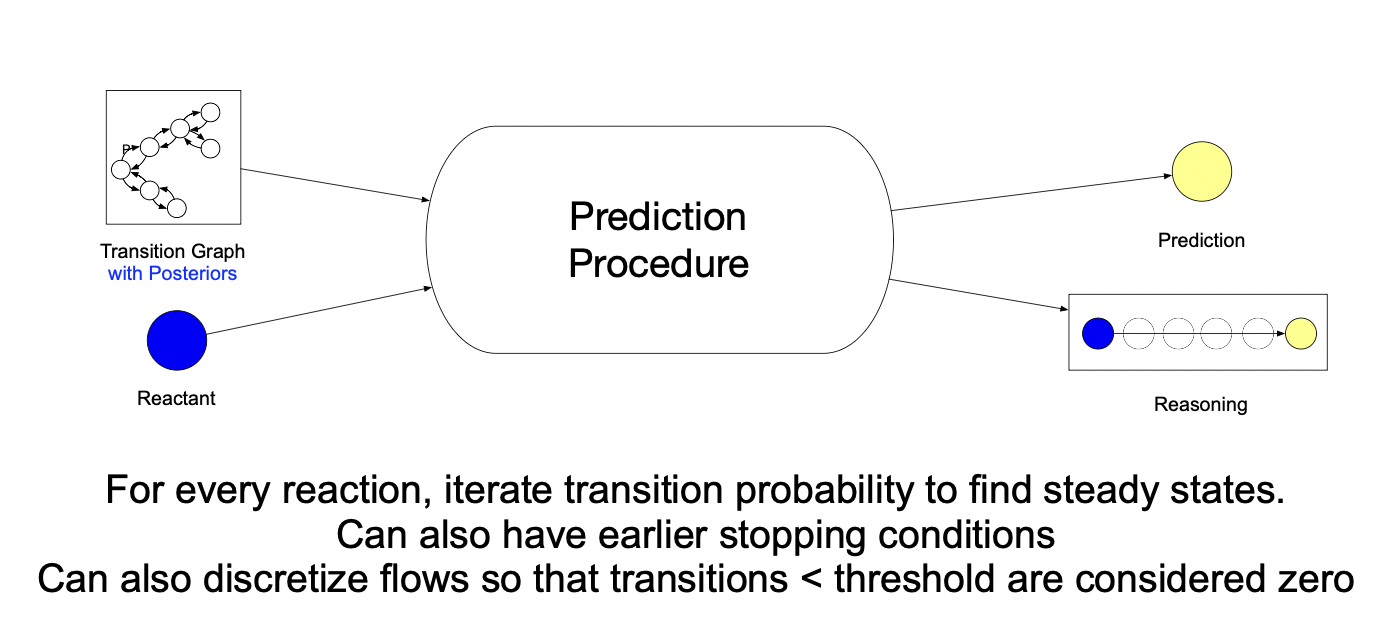 P
Transition Graph
with Posteriors
Reactant
Prediction
Procedure
Prediction
Reasoning
For every reaction, iterate transition probability to find steady states.
Can also have earlier stopping conditions
Can also discretize flows so that transitions < threshold are considered zero